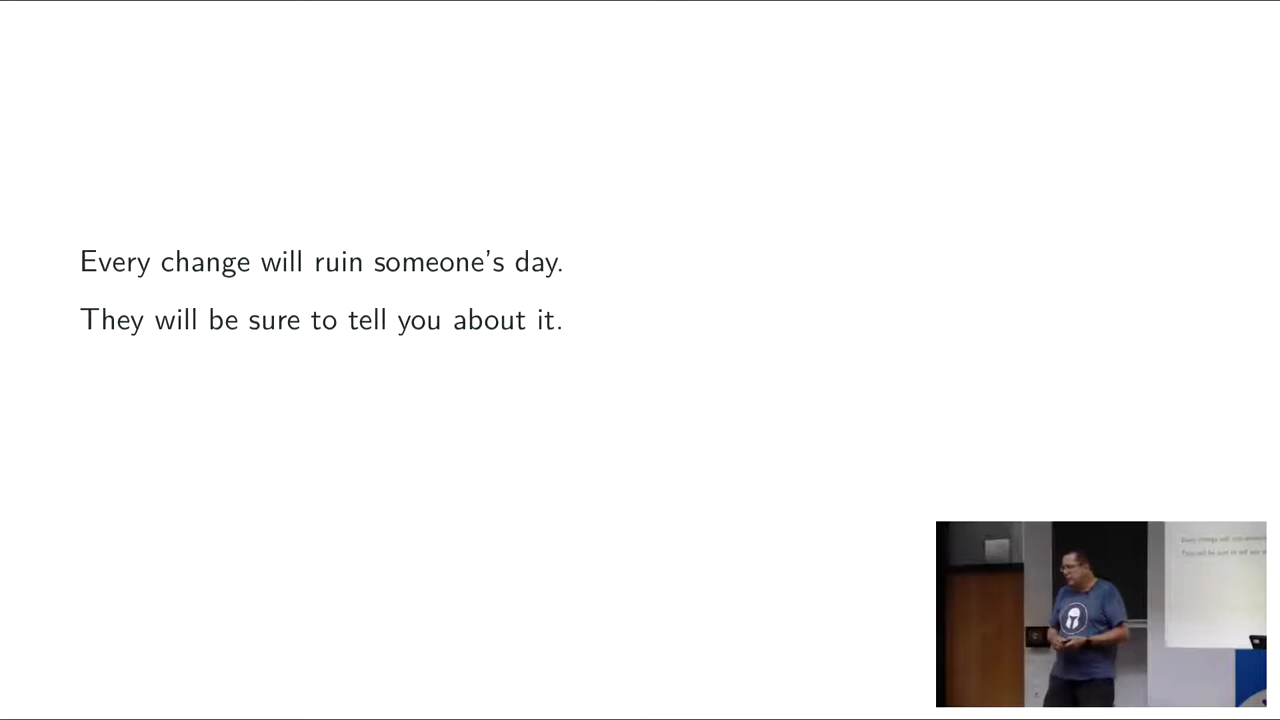 Every change will ruin someone's day.
They will be sure to tell you about it.